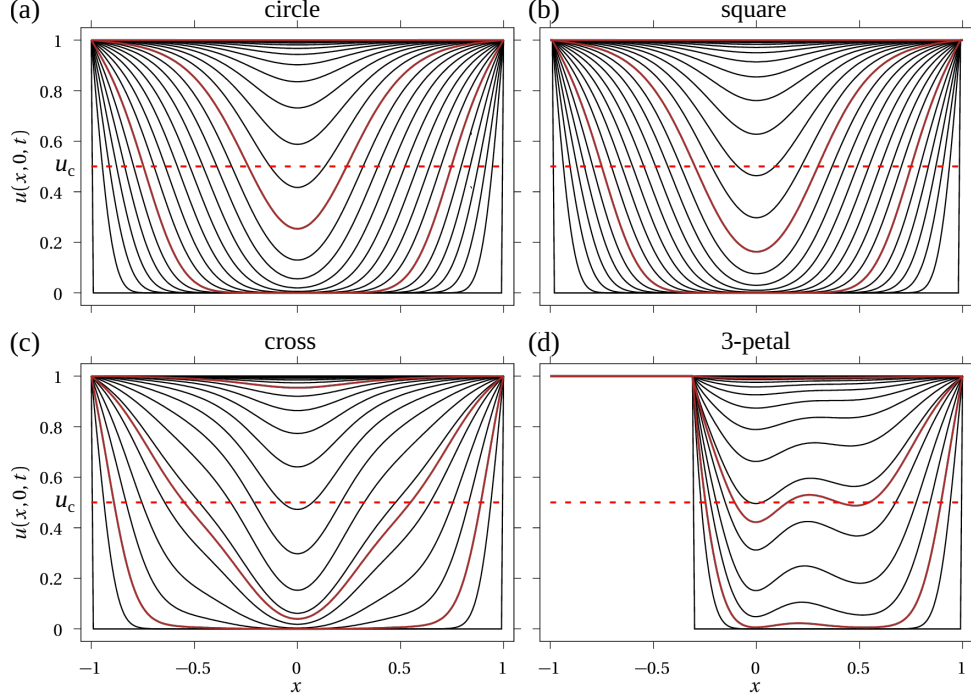 (a) circle
(b) square
1
0.8
0.6
u_c
0.4
0.2
0
u(x,0,t)
(c) cross
(d) 3-petal
1
0.8
0.6
u_c
0.4
0.2
0
u(x,0,t)
−1 −0.5 0 0.5 1
x
−1 −0.5 0 0.5 1
x